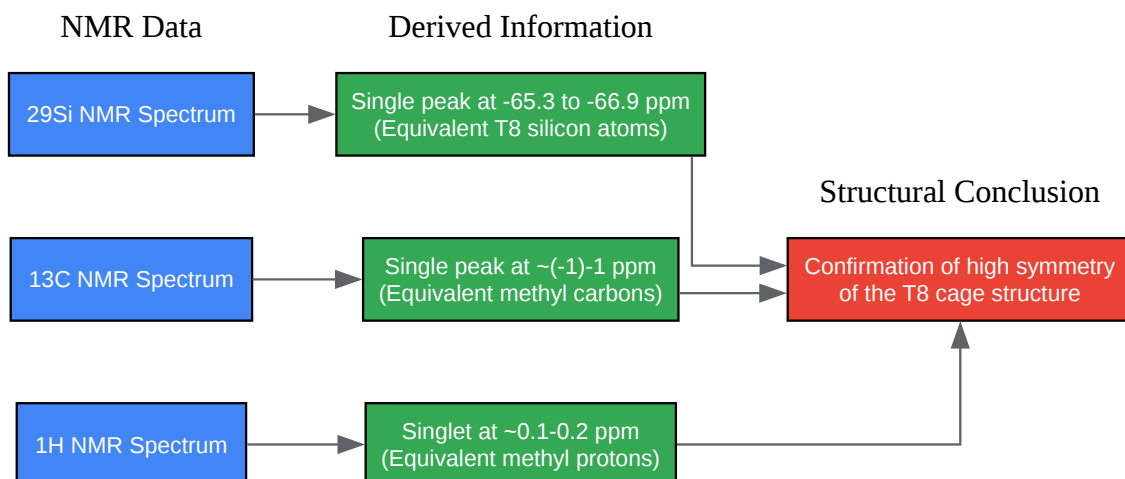 NMR Data
Derived Information
29Si NMR Spectrum
Single peak at -65.3 to -66.9 ppm
(Equivalent T8 silicon atoms)
Structural Conclusion
13C NMR Spectrum
Single peak at ~(-1)-1 ppm
(Equivalent methyl carbons)
Confirmation of high symmetry
of the T8 cage structure
1H NMR Spectrum
Singlet at ~0.1-0.2 ppm
(Equivalent methyl protons)